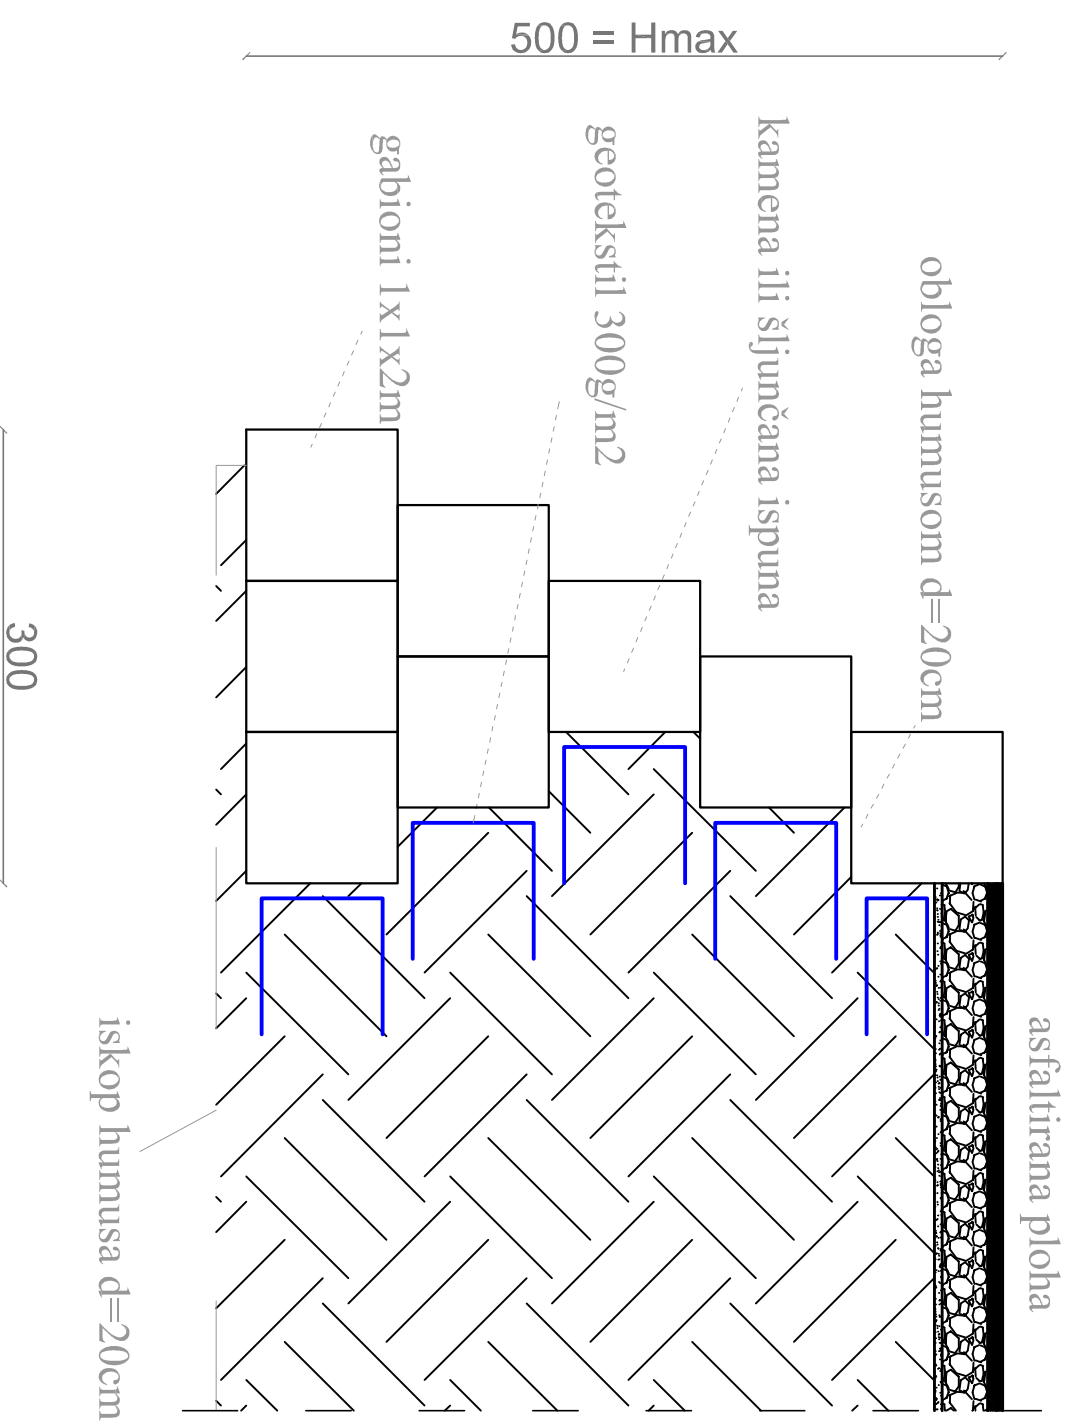 500 = Hmax
obloga humusom d=20cm
kamena ili šljunčana ispuna
geotekstil 300g/m2
gabioni 1x1x2m
asfaltirana ploha
iskop humusa d=20cm
300